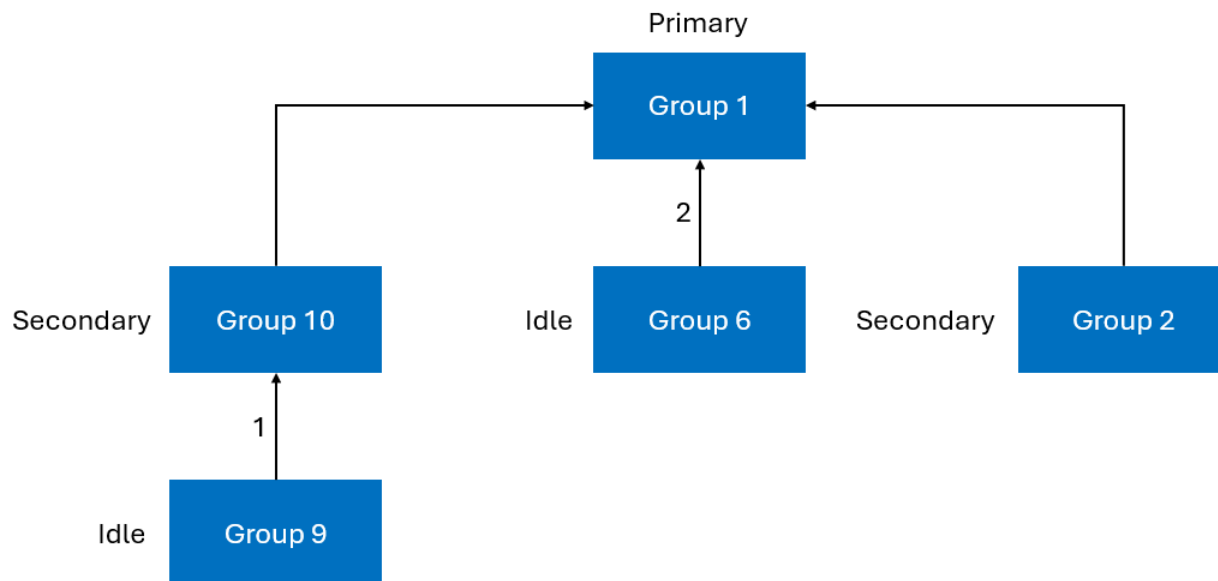 Primary
Group 1
2
Secondary
Group 10
Idle
Group 6
Secondary
Group 2
1
Idle
Group 9